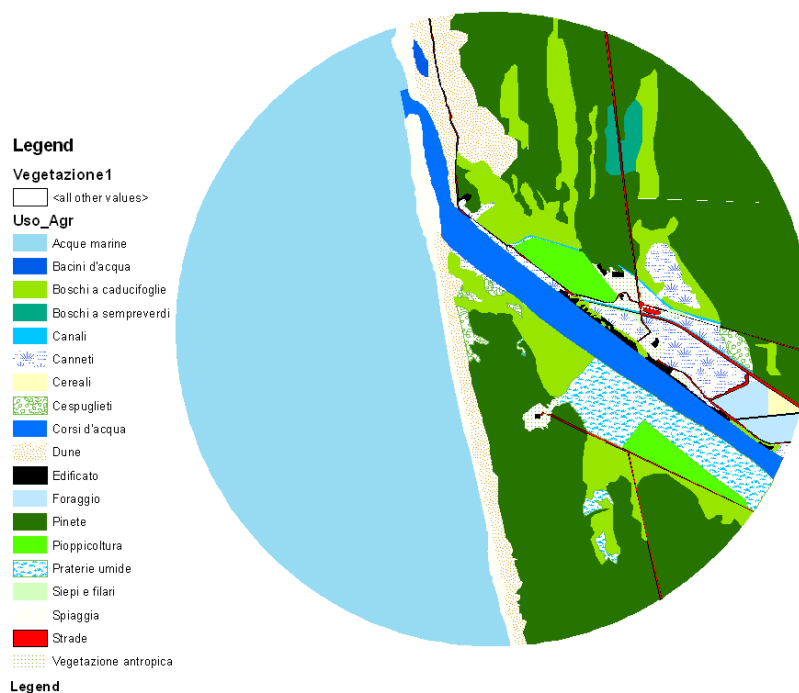 Legend
Vegetazione1
<all other values>
Uso_Agr
Acque marine
Bacini d'acqua
Boschi a caducifoglie
Boschi a sempreverdi
Canali
Canneti
Cereali
Cespuglieti
Corsi d'acqua
Dune
Edificato
Foraggio
Pinete
Pioppicoltura
Praterie umide
Siepi e filari
Spiaggia
Strade
Vegetazione antropica
Legend